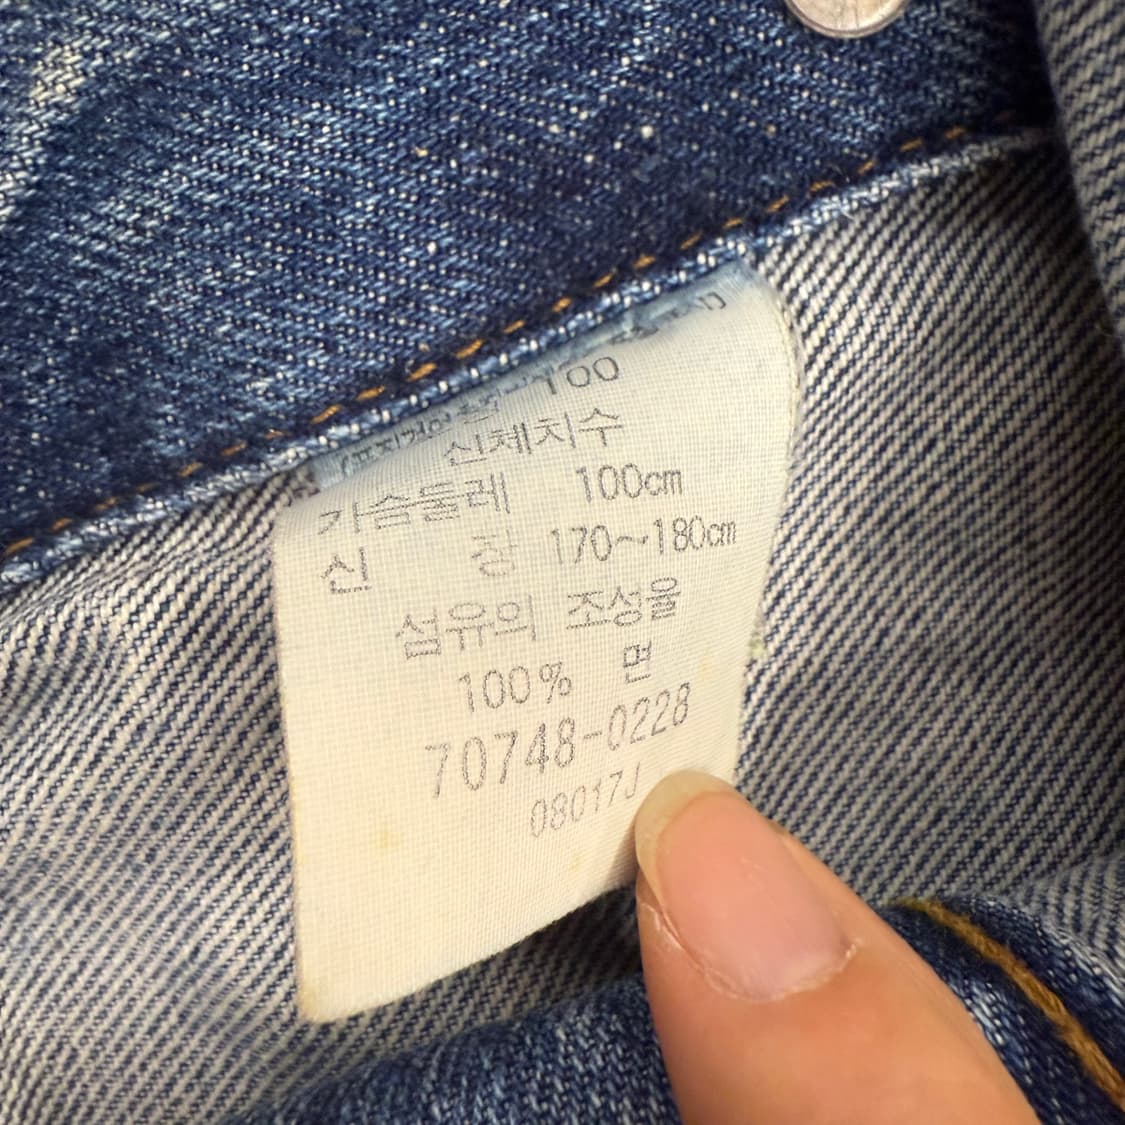 100
신체치수
가슴둘레 100cm
신 장 170~180cm
섬유의 조성율
100% 면
70748-0228
08017J